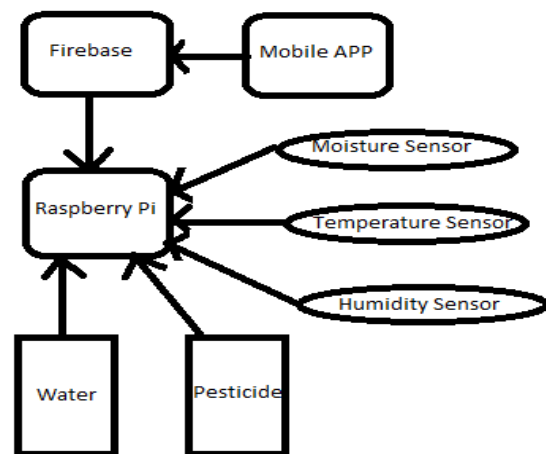 Firebase
Mobile APP
Moisture Sensor
Raspberry Pi
Temperature Sensor
Humidity Sensor
Water
Pesticide